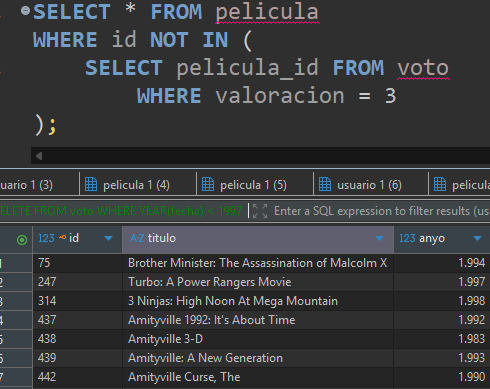 SELECT * FROM pelicula
WHERE id NOT IN (
SELECT pelicula_id FROM voto
WHERE valoracion = 3
);
uario 1 (3) pelicula 1 (4) pelicula 1 (5) usuario 1 (6) pelicula
ELETE FROM voto WHERE YEAR(fecha) < 1997 Enter a SQL expression to filter results (us
123 id A-Z titulo 123 anyo
1 75 Brother Minister: The Assassination of Malcolm X 1.994
2 247 Turbo: A Power Rangers Movie 1.997
3 314 3 Ninjas: High Noon At Mega Mountain 1.998
4 437 Amityville 1992: It's About Time 1.992
5 438 Amityville 3-D 1.983
6 439 Amityville: A New Generation 1.993
7 442 Amityville Curse, The 1.990